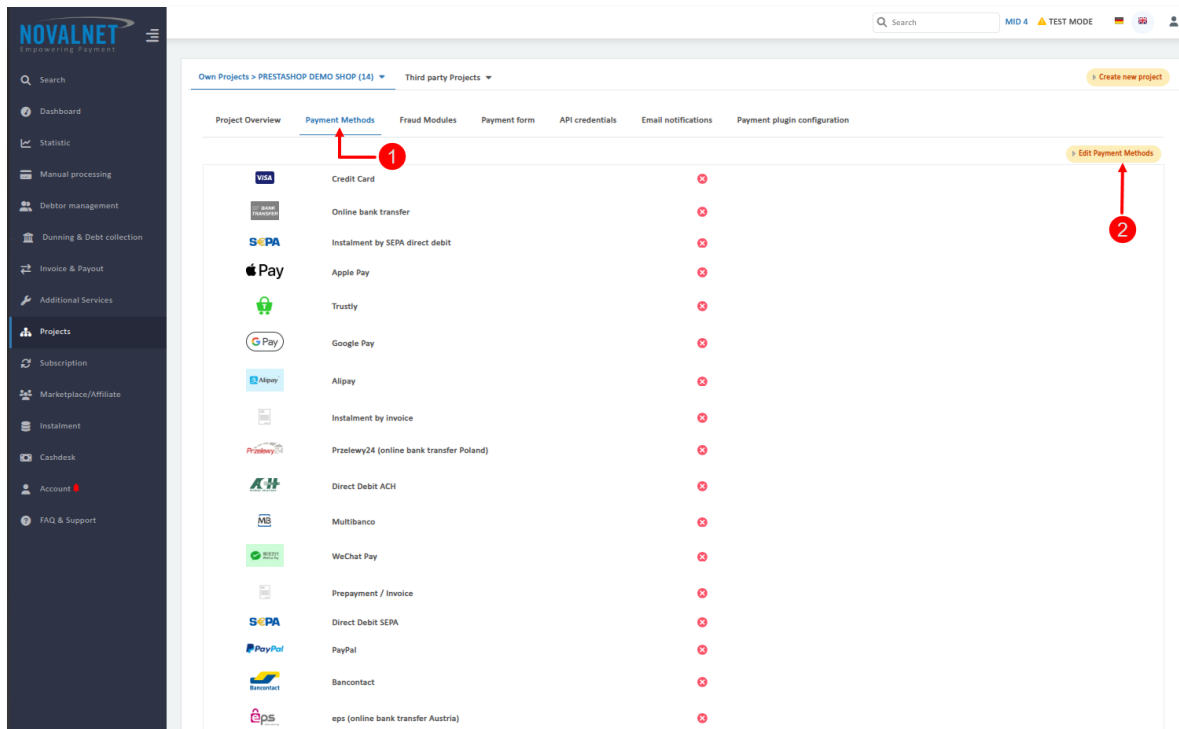 NOVALNET
Empowering Payment
Search
MID 4
TEST MODE
Search
Dashboard
Statistic
Manual processing
Debtor management
Dunning & Debt collection
Invoice & Payout
Additional Services
Projects
Subscription
Marketplace/Affiliate
Instalment
Cashdesk
Account
FAQ & Support
Own Projects > PRESTASHOP DEMO SHOP (14)
Third party Projects
Create new project
Project Overview
Payment Methods
Fraud Modules
Payment form
API credentials
Email notifications
Payment plugin configuration
1
Edit Payment Methods
2
VISA
Credit Card
BANK
TRANSFER
Online bank transfer
SEPA
Instalment by SEPA direct debit
Pay
Apple Pay
Trustly
G Pay
Google Pay
Alipay
Alipay
Instalment by invoice
Przelewy24
Przelewy24 (online bank transfer Poland)
ACH
Direct Debit ACH
MB
Multibanco
WeChat Pay
Prepayment / Invoice
SEPA
Direct Debit SEPA
PayPal
PayPal
Bancontact
Bancontact
eps
eps (online bank transfer Austria)